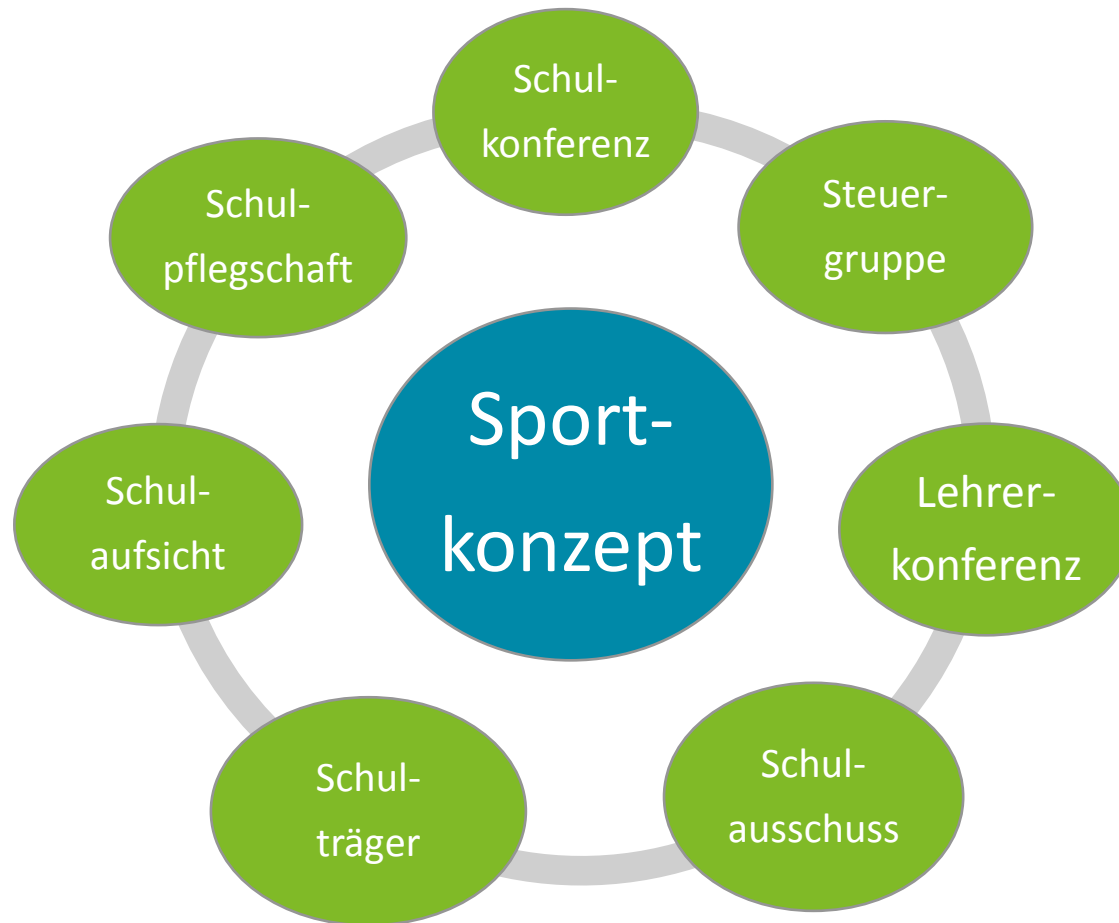 Schul-
konferenz
Steuer-
gruppe
Schul-
pflegschaft
Sport-
konzept
Schul-
aufsicht
Lehrer-
konferenz
Schul-
träger
Schul-
ausschuss